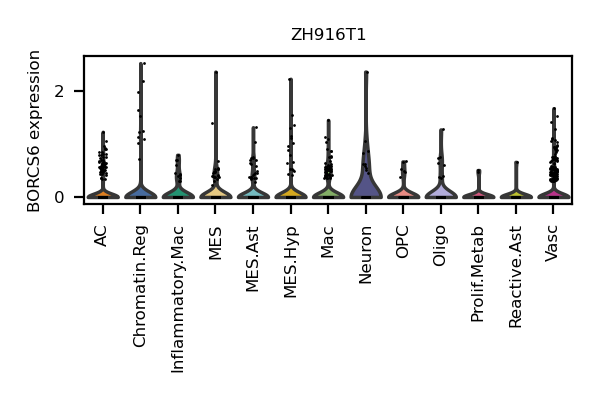 ZH916T1
BORCS6 expression
2
0
AC
Chromatin.Reg
Inflammatory.Mac
MES
MES.Ast
MES.Hyp
Mac
Neuron
OPC
Oligo
Prolif.Metab
Reactive.Ast
Vasc